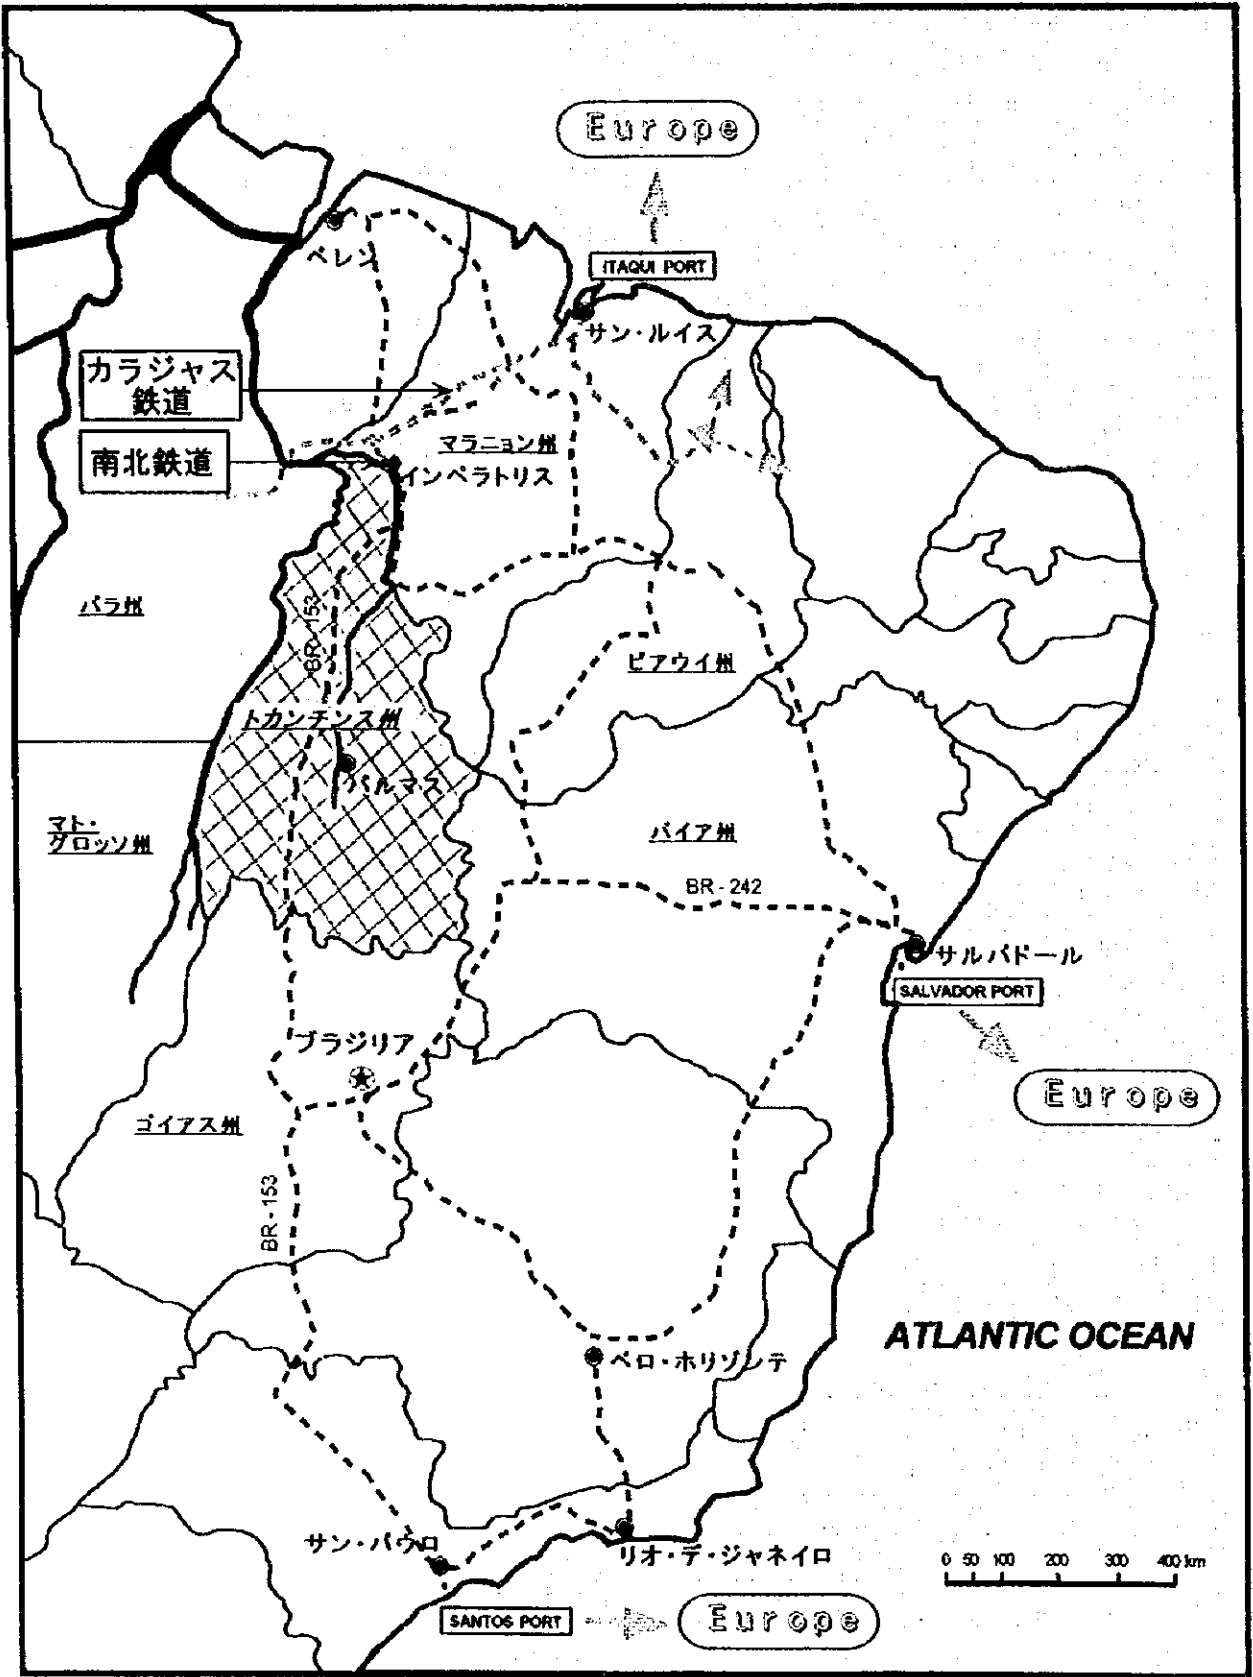 Europe
ベレン
ITAQUI PORT
サン・ルイス
カラジャス
鉄道
マラニョン州
南北鉄道
インペラトリス
パラ州
BR-153
ピアウイ州
トカンチンス州
パルマス
マト・
グロッソ州
バイア州
BR-242
サルバドール
SALVADOR PORT
ブラジリア
Europe
ゴイアス州
BR-153
ATLANTIC OCEAN
ベロ・ホリゾンテ
サン・パウロ
リオ・デ・ジャネイロ
0 50 100 200 300 400 km
SANTOS PORT
Europe